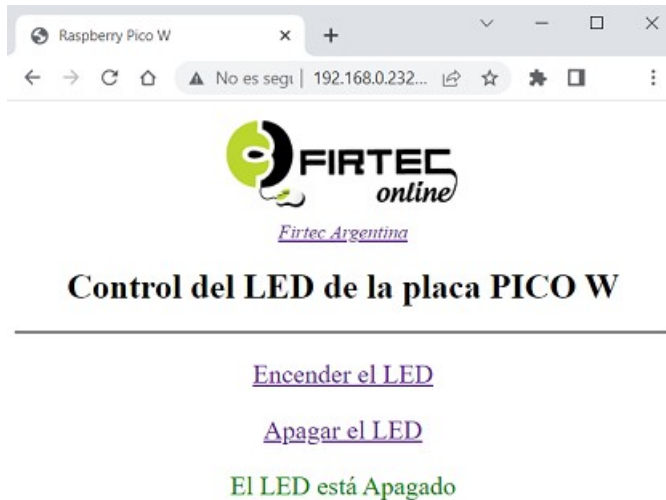 Raspberry Pico W
No es segu | 192.168.0.232...
FIRTEC
online
Firtec Argentina
Control del LED de la placa PICO W
Encender el LED
Apagar el LED
El LED está Apagado